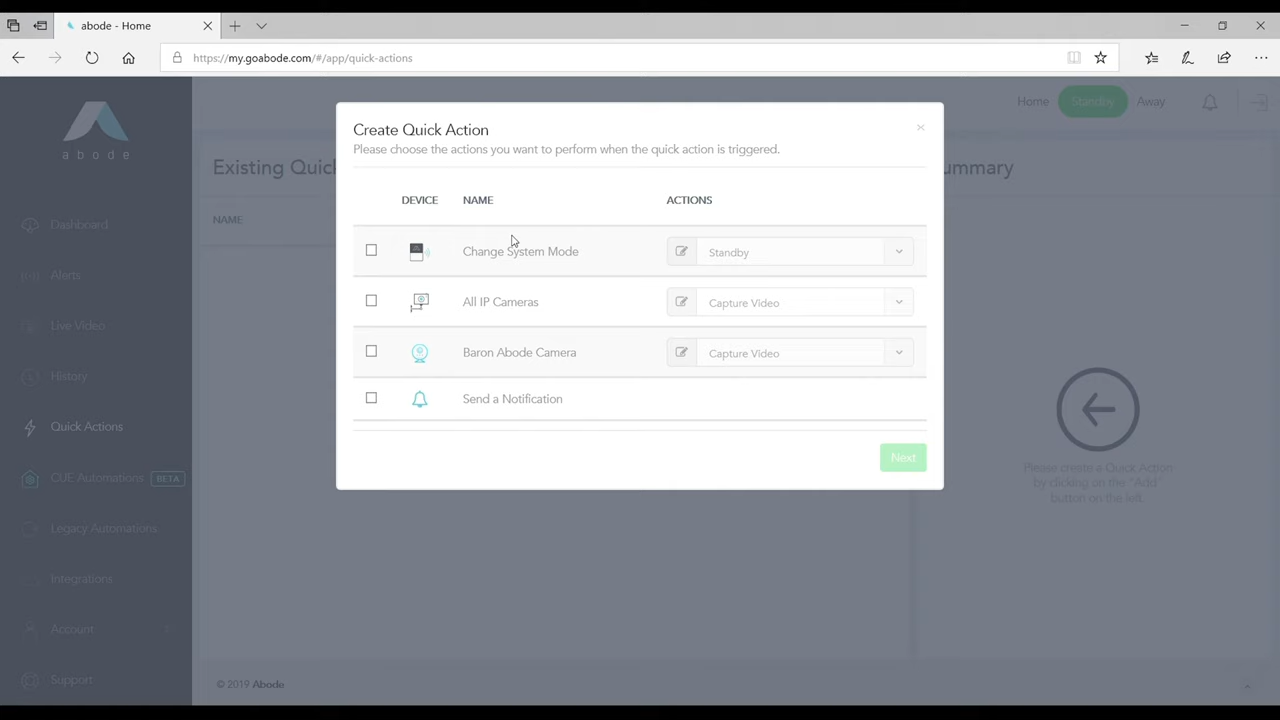 abode - Home
https://my.goabode.com/#/app/quick-actions
abode
Dashboard
Alerts
Live Video
History
Quick Actions
CUE Automations BETA
Legacy Automations
Integrations
Account
Support
Home Standby Away
Existing Quick
NAME
Create Quick Action
Please choose the actions you want to perform when the quick action is triggered.
DEVICE NAME ACTIONS
Change System Mode Standby
All IP Cameras Capture Video
Baron Abode Camera Capture Video
Send a Notification
Next
ummary
Please create a Quick Action
by clicking on the "Add"
button on the left.
© 2019 Abode